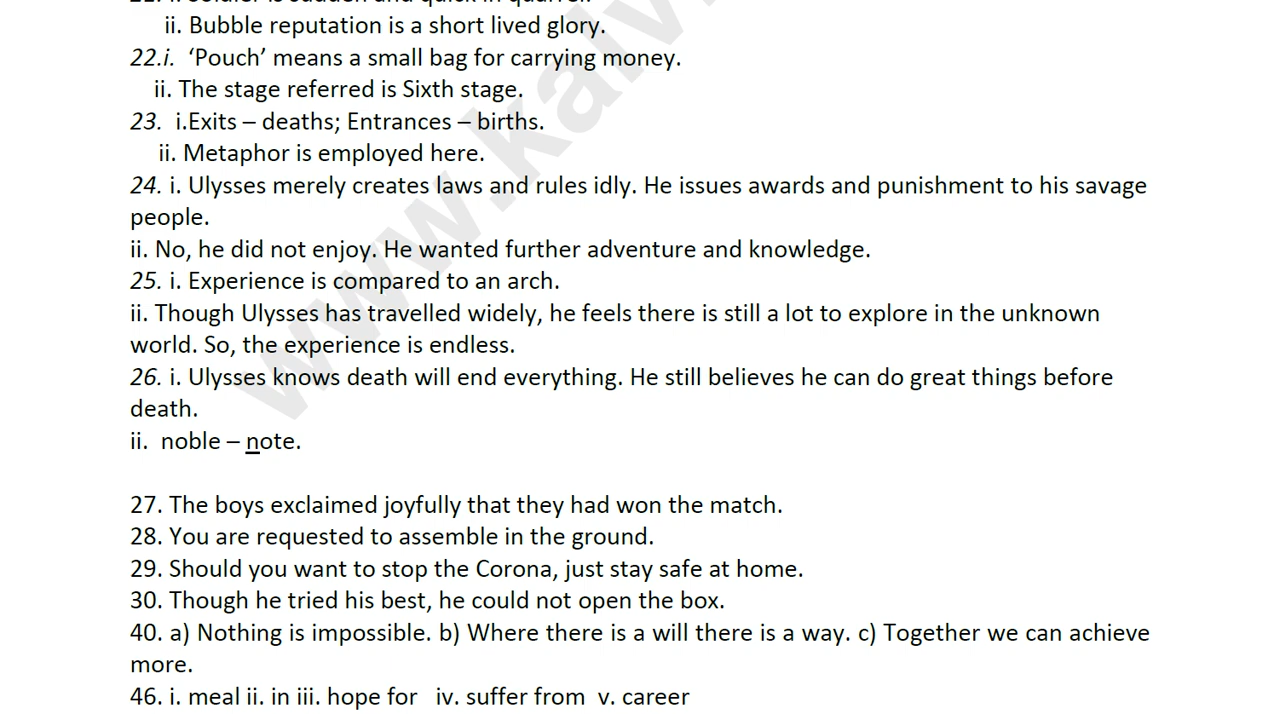 ii. Bubble reputation is a short lived glory.
22.i. ‘Pouch’ means a small bag for carrying money.
ii. The stage referred is Sixth stage.
23. i.Exits – deaths; Entrances – births.
ii. Metaphor is employed here.
24. i. Ulysses merely creates laws and rules idly. He issues awards and punishment to his savage
people.
ii. No, he did not enjoy. He wanted further adventure and knowledge.
25. i. Experience is compared to an arch.
ii. Though Ulysses has travelled widely, he feels there is still a lot to explore in the unknown
world. So, the experience is endless.
26. i. Ulysses knows death will end everything. He still believes he can do great things before
death.
ii. noble – note.
27. The boys exclaimed joyfully that they had won the match.
28. You are requested to assemble in the ground.
29. Should you want to stop the Corona, just stay safe at home.
30. Though he tried his best, he could not open the box.
40. a) Nothing is impossible. b) Where there is a will there is a way. c) Together we can achieve
more.
46. i. meal ii. in iii. hope for iv. suffer from v. career
www.kalvi